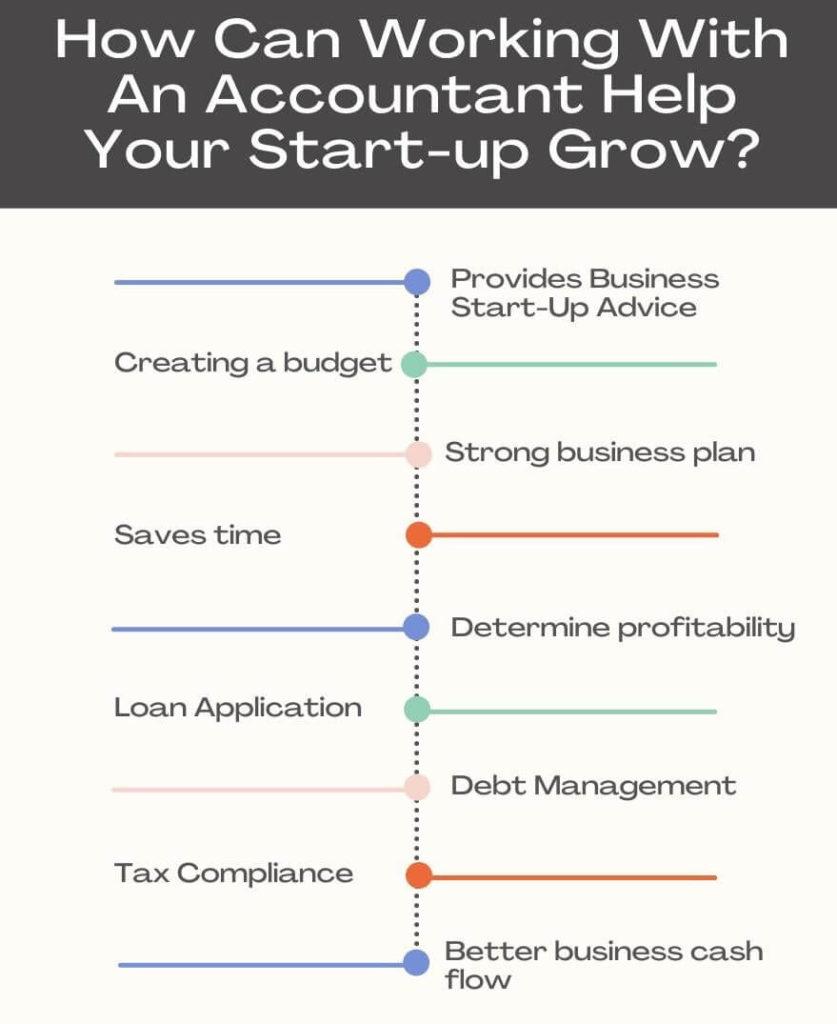 How Can Working With
An Accountant Help
Your Start-up Grow?
Provides Business
Start-Up Advice
Creating a budget
Strong business plan
Saves time
Determine profitability
Loan Application
Debt Management
Tax Compliance
Better business cash
flow